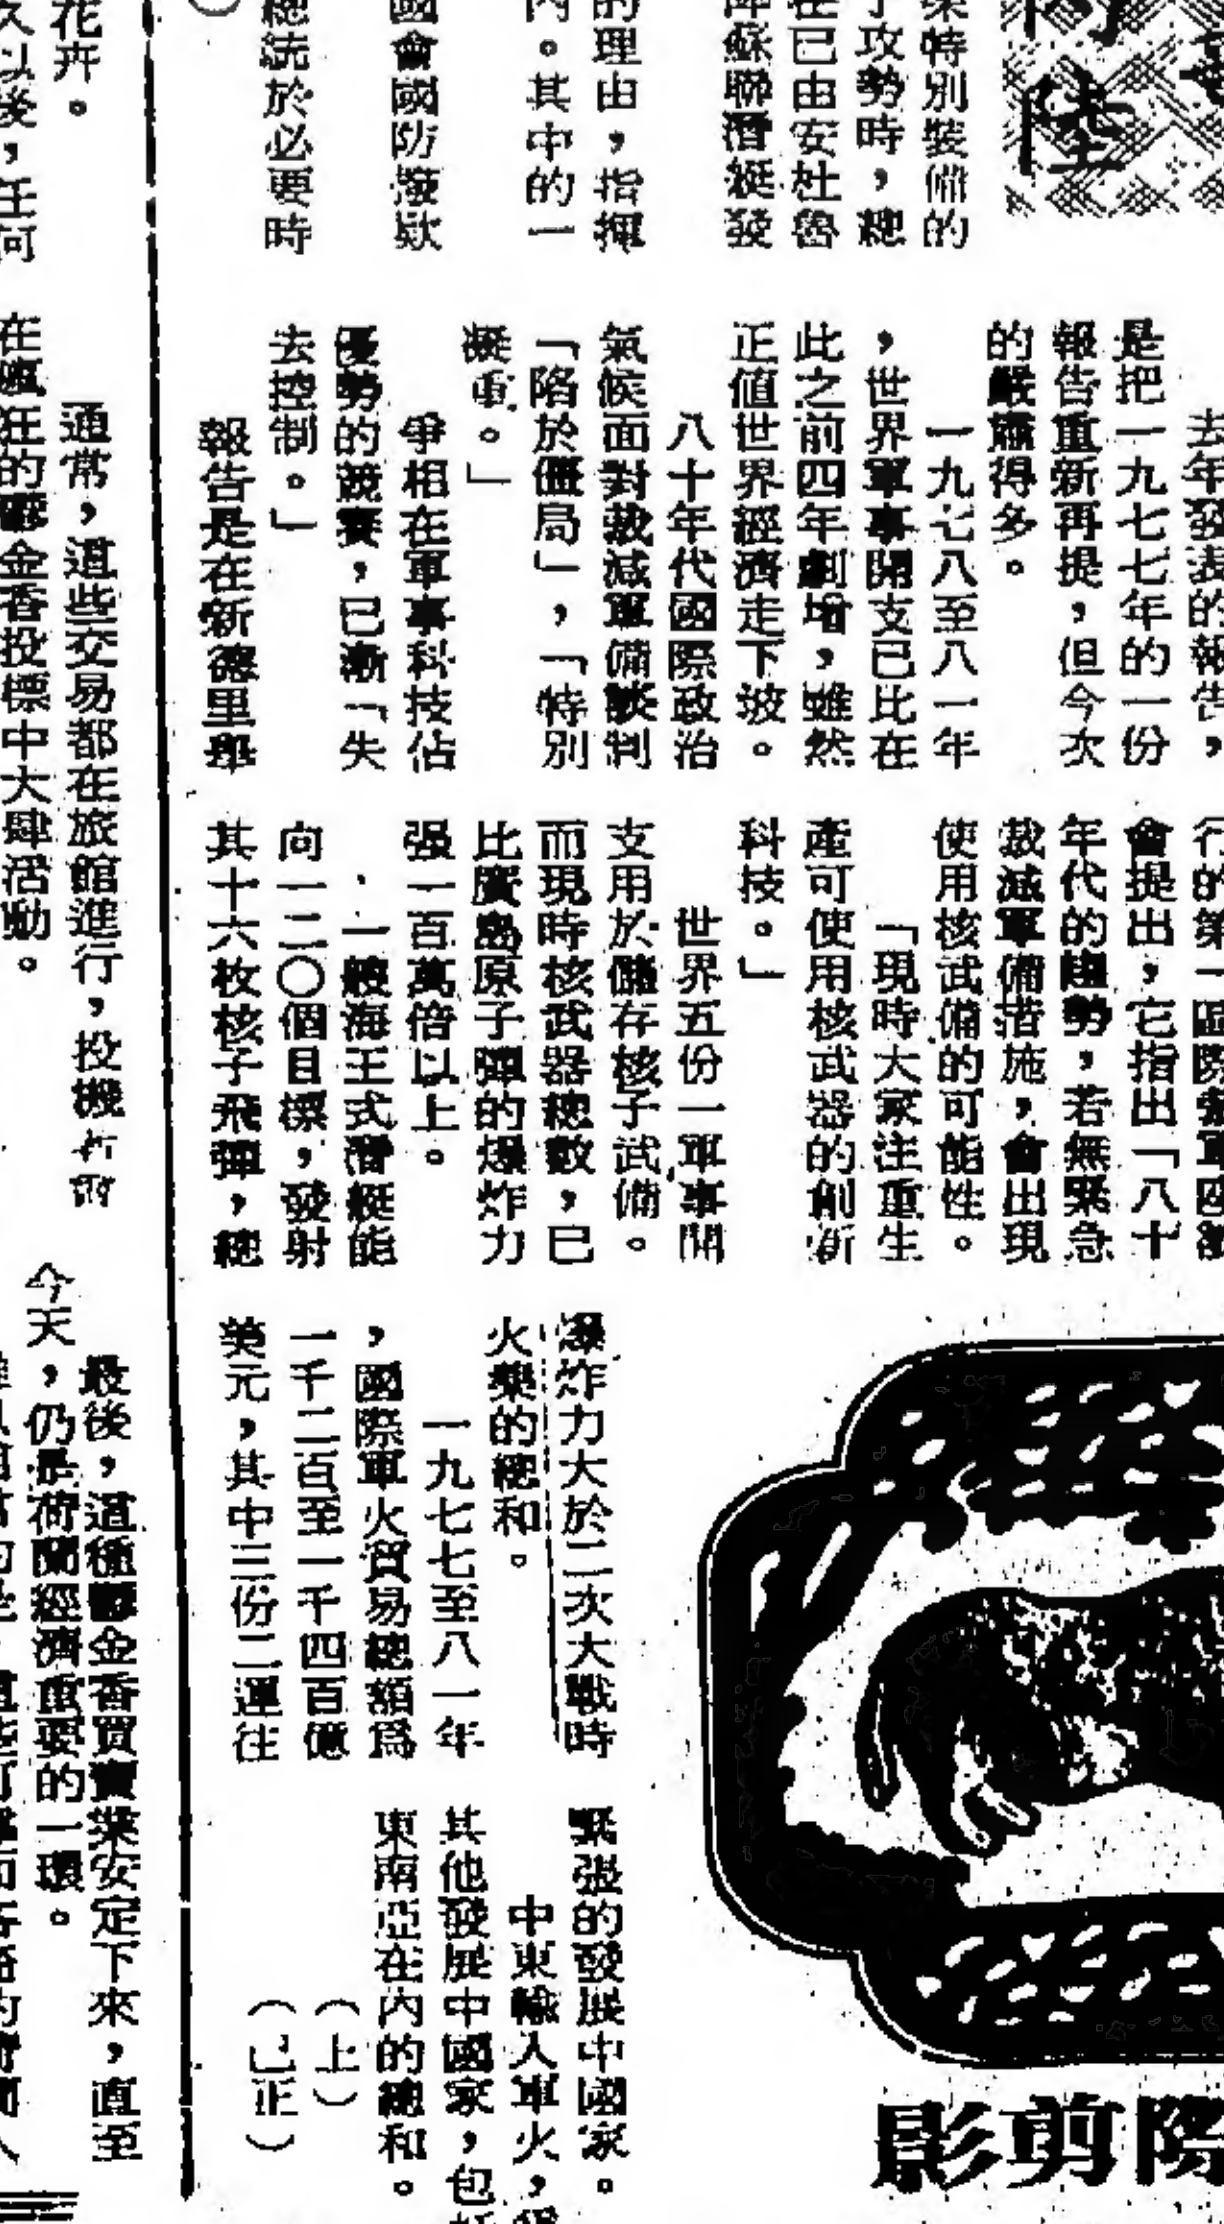 陸
特別裝備的
攻勢時，總
在已由安杜魯
蘇聯潛艇發
的理由，指揮
內。其中的一
國會國防撥款
總統於必要時
去年發表的報告，
是把一九七七年的一份
報告重新再提，但今次
的嚴肅得多。
一九七八至八一年
，世界軍事開支已比在
此之前四年劇增，雖然
正值世界經濟走下坡。
八十年代國際政治
氣候面對裁減軍備談判
「陷於僵局」，「特別
凝重。」
爭相在軍事科技佔
優勢的競賽，已漸「失
去控制。」
報告是在新德里舉
行的第一屆國際裁軍
會提出，它指出「八十
年代的趨勢，若無緊急
裁減軍備措施，會出現
使用核武備的可能性。
「現時大家注重生
產可使用核武器的創新
科技。」
世界五份一軍事開
支用於儲存核子武備。
而現時核武器總數，已
比廣島原子彈的爆炸力
强一百萬倍以上。
一艘海王式潛艇能
向一二〇個目標，發射
其十六枚核子飛彈，總
爆炸力大於二次大戰時
火藥的總和。
一九七七至八一年
，國際軍火貿易總額爲
一千二百至一千四百億
美元，其中三份二運往
緊張的發展中國家。
中東輸入軍火，
其他發展中國家，包括
東南亞在內的總和。
（上）
（己正）
際剪影
花卉。
久以後，任何
通常，這些交易都在旅館進行，投機
在瘋狂的鬱金香投標中大肆活動。
最後，這種鬱金香買賣業安定下來，直至
今天，仍是荷蘭經濟重要的一環。